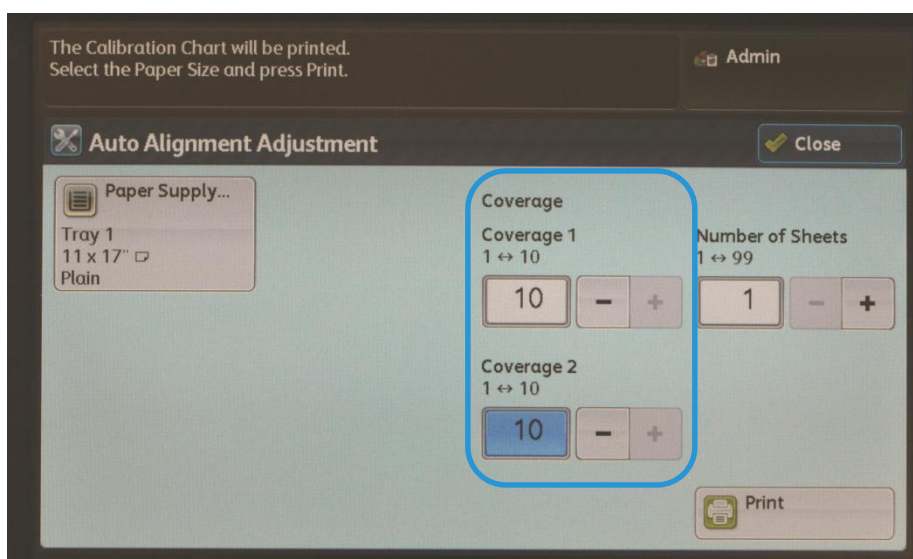 The Calibration Chart will be printed.
Select the Paper Size and press Print.
Admin
Auto Alignment Adjustment
Close
Paper Supply...
Tray 1
11 x 17"
Plain
Coverage
Coverage 1
1 ↔ 10
10
Coverage 2
1 ↔ 10
10
Number of Sheets
1 ↔ 99
1
Print